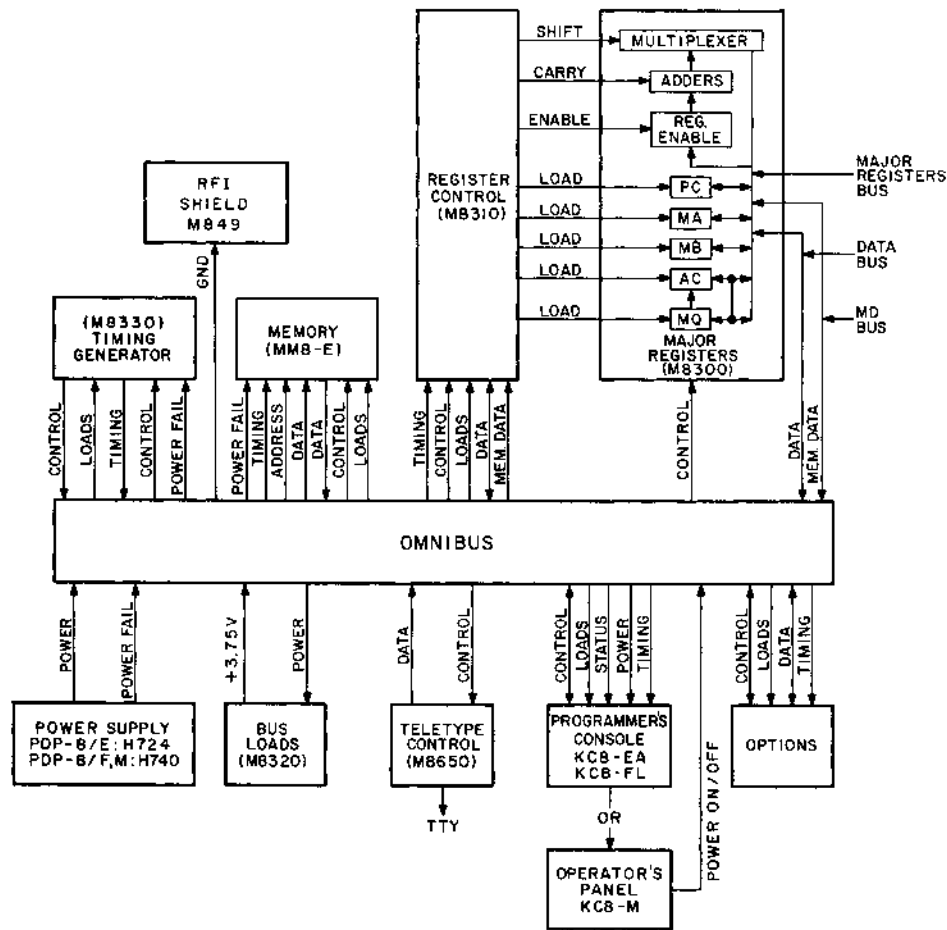 SHIFT
MULTIPLEXER
CARRY
ADDERS
ENABLE
REG.
ENABLE
REGISTER
CONTROL
(M8310)
LOAD
PC
LOAD
MA
LOAD
MB
LOAD
AC
LOAD
MQ
MAJOR
REGISTERS
(M8300)
MAJOR
REGISTERS
BUS
DATA
BUS
MD
BUS
RFI
SHIELD
M849
GND
(M8330)
TIMING
GENERATOR
MEMORY
(MM8-E)
CONTROL
LOADS
TIMING
CONTROL
POWER FAIL
POWER FAIL
TIMING
ADDRESS
DATA
DATA
CONTROL
LOADS
TIMING
CONTROL
LOADS
DATA
MEM. DATA
CONTROL
DATA
MEM. DATA
OMNIBUS
POWER
POWER FAIL
+3.75V
POWER
DATA
CONTROL
CONTROL
LOADS
STATUS
POWER
TIMING
POWER ON/OFF
CONTROL
LOADS
DATA
TIMING
POWER SUPPLY
PDP-8/E: H724
PDP-8/F,M: H740
BUS
LOADS
(M8320)
TELETYPE
CONTROL
(M8650)
TTY
PROGRAMMER'S
CONSOLE
KC8-EA
KC8-FL
OR
OPERATOR'S
PANEL
KC8-M
OPTIONS